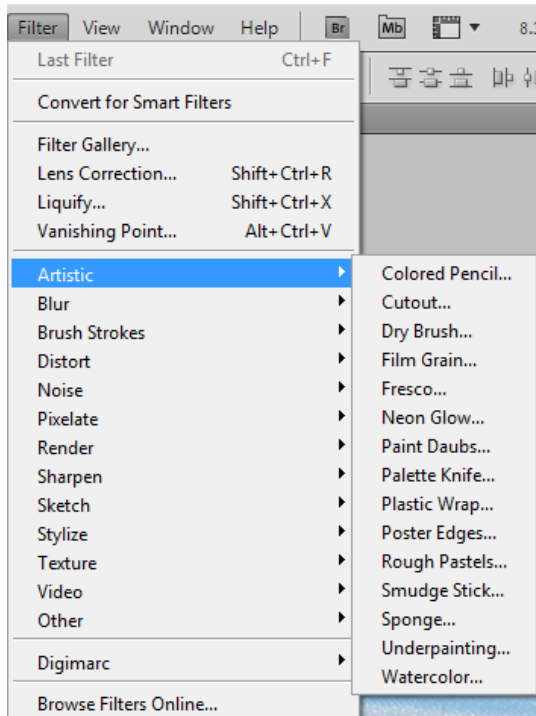 Filter View Window Help Br Mb 8.3
Last Filter Ctrl+F
Convert for Smart Filters
Filter Gallery...
Lens Correction... Shift+Ctrl+R
Liquify... Shift+Ctrl+X
Vanishing Point... Alt+Ctrl+V
Artistic
Blur
Brush Strokes
Distort
Noise
Pixelate
Render
Sharpen
Sketch
Stylize
Texture
Video
Other
Digimarc
Browse Filters Online...
Colored Pencil...
Cutout...
Dry Brush...
Film Grain...
Fresco...
Neon Glow...
Paint Daubs...
Palette Knife...
Plastic Wrap...
Poster Edges...
Rough Pastels...
Smudge Stick...
Sponge...
Underpainting...
Watercolor...